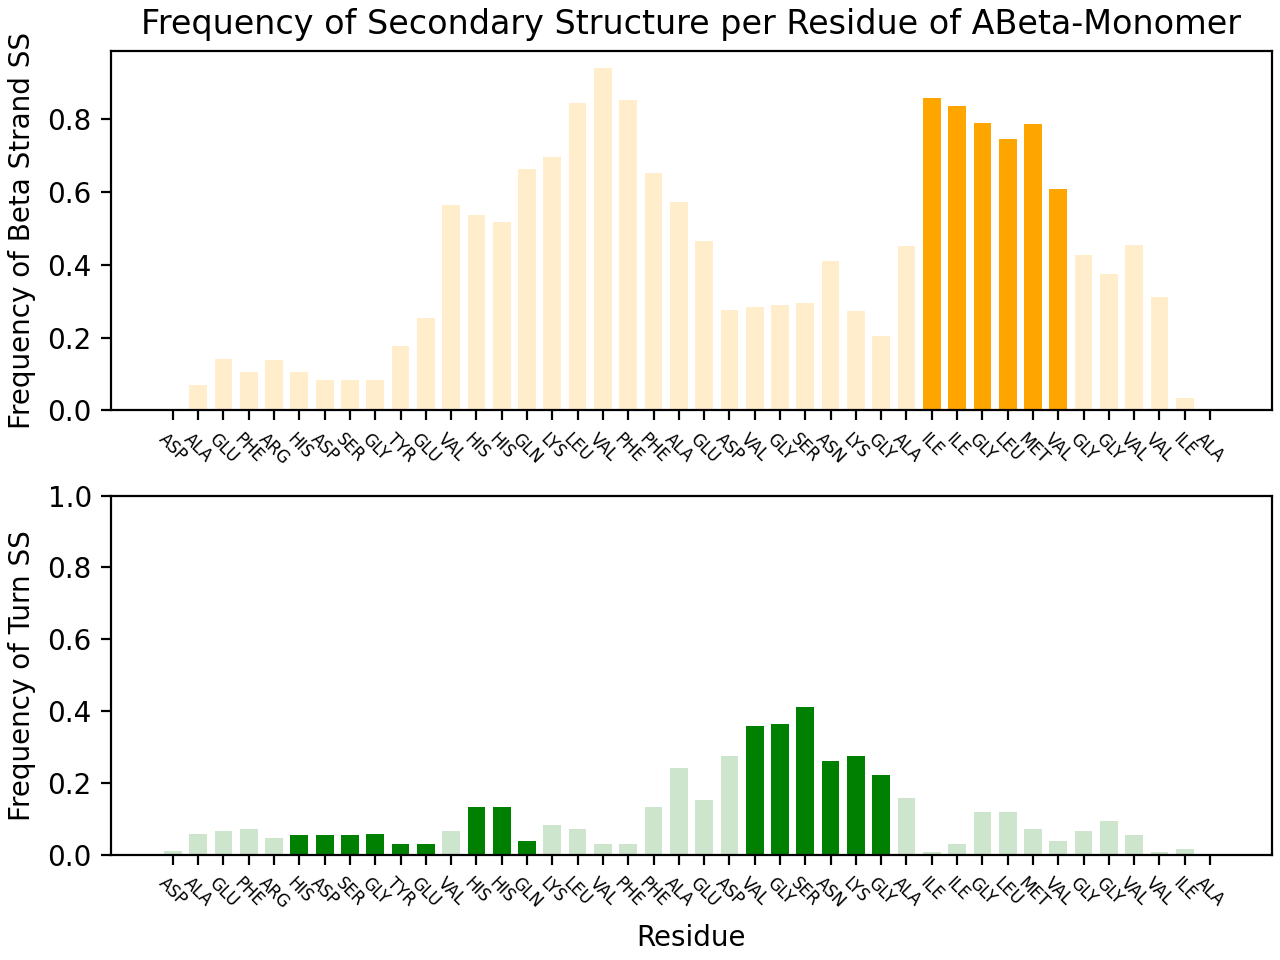 Frequency of Secondary Structure per Residue of ABeta-Monomer
Frequency of Beta Strand SS
0.8
0.6
0.4
0.2
0.0
ASP ALA GLU PHE ARG HIS ASP SER GLY TYR GLU VAL HIS HIS GLN LYS LEU VAL PHE PHE ALA GLU ASP VAL GLY SER ASN LYS GLY ALA ILE ILE GLY LEU MET VAL GLY GLY VAL VAL ILE ALA
Frequency of Turn SS
1.0
0.8
0.6
0.4
0.2
0.0
ASP ALA GLU PHE ARG HIS ASP SER GLY TYR GLU VAL HIS HIS GLN LYS LEU VAL PHE PHE ALA GLU ASP VAL GLY SER ASN LYS GLY ALA ILE ILE GLY LEU MET VAL GLY GLY VAL VAL ILE ALA
Residue